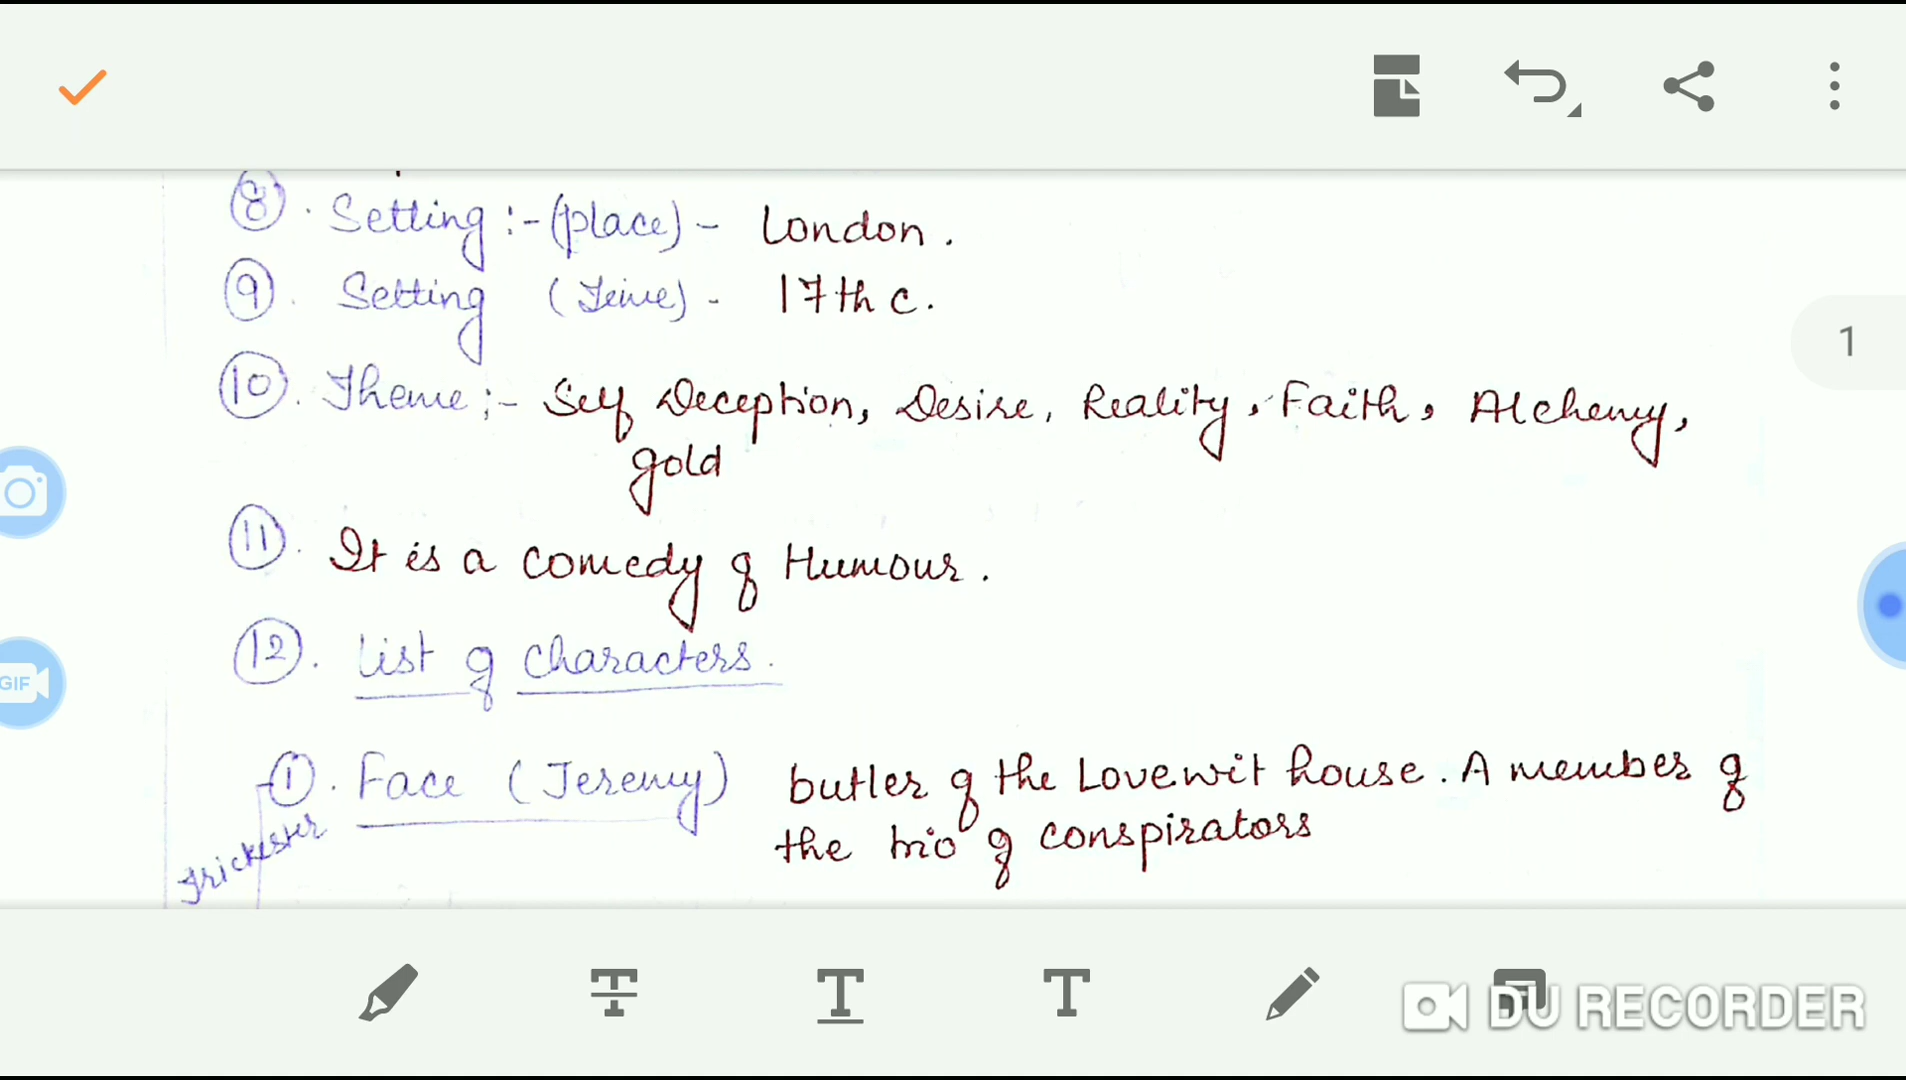 8. Setting :- (place) - London.
9. Setting (Time) - 17th c.
1
10. Theme :- Self Deception, Desire, Reality, Faith, Alchemy,
gold
11. It is a comedy of Humour.
12. List of characters.
GIF
1. Face (Jeremy) butler of the Lovewit house. A member of
the trio of conspirators
Trickster
T T T
DU RECORDER